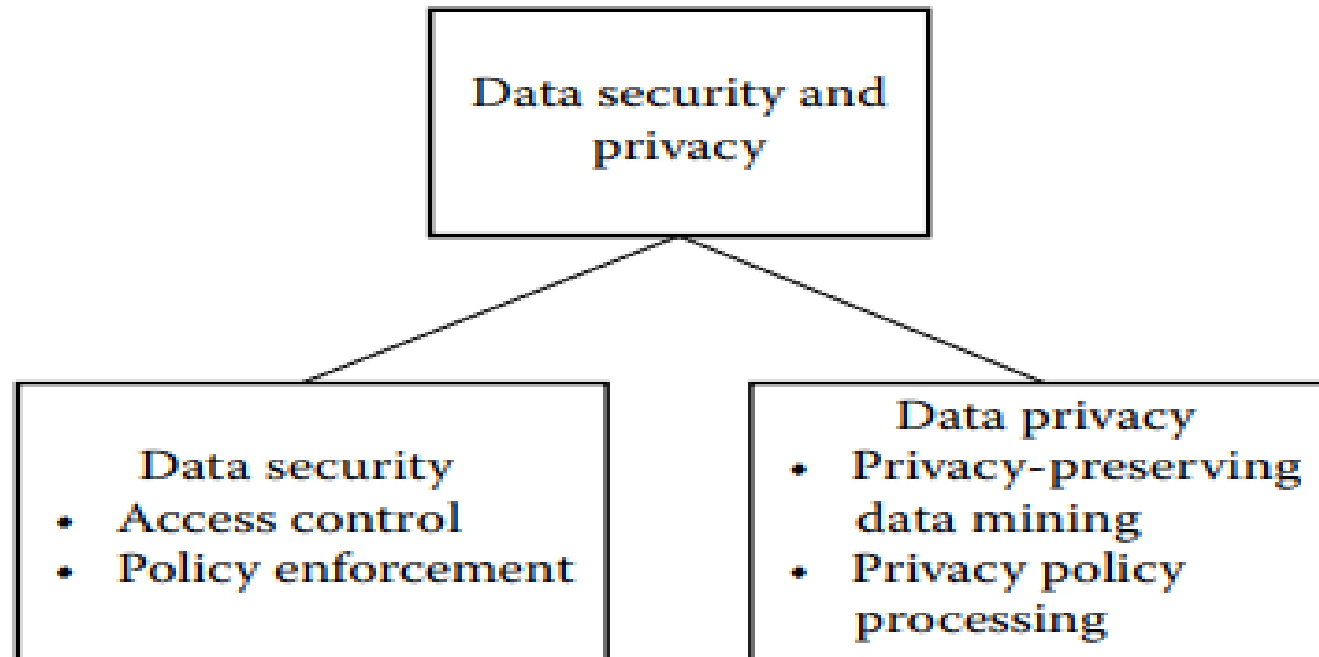 Data security and
privacy
Data security
• Access control
• Policy enforcement
Data privacy
• Privacy-preserving
data mining
• Privacy policy
processing